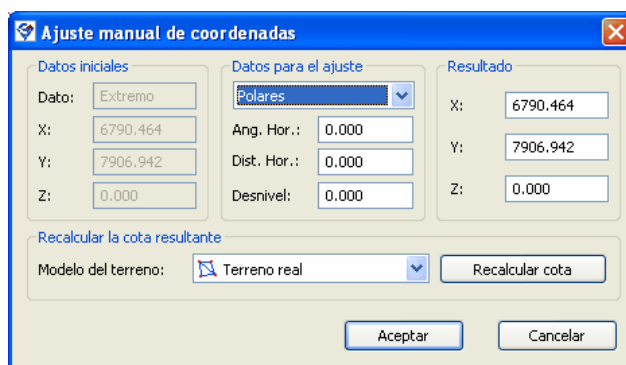 Ajuste manual de coordenadas
Datos iniciales
Dato: Extremo
X: 6790.464
Y: 7906.942
Z: 0.000
Datos para el ajuste
Polares
Ang. Hor.: 0.000
Dist. Hor.: 0.000
Desnivel: 0.000
Resultado
X: 6790.464
Y: 7906.942
Z: 0.000
Recalcular la cota resultante
Modelo del terreno: Terreno real Recalcular cota
Aceptar Cancelar